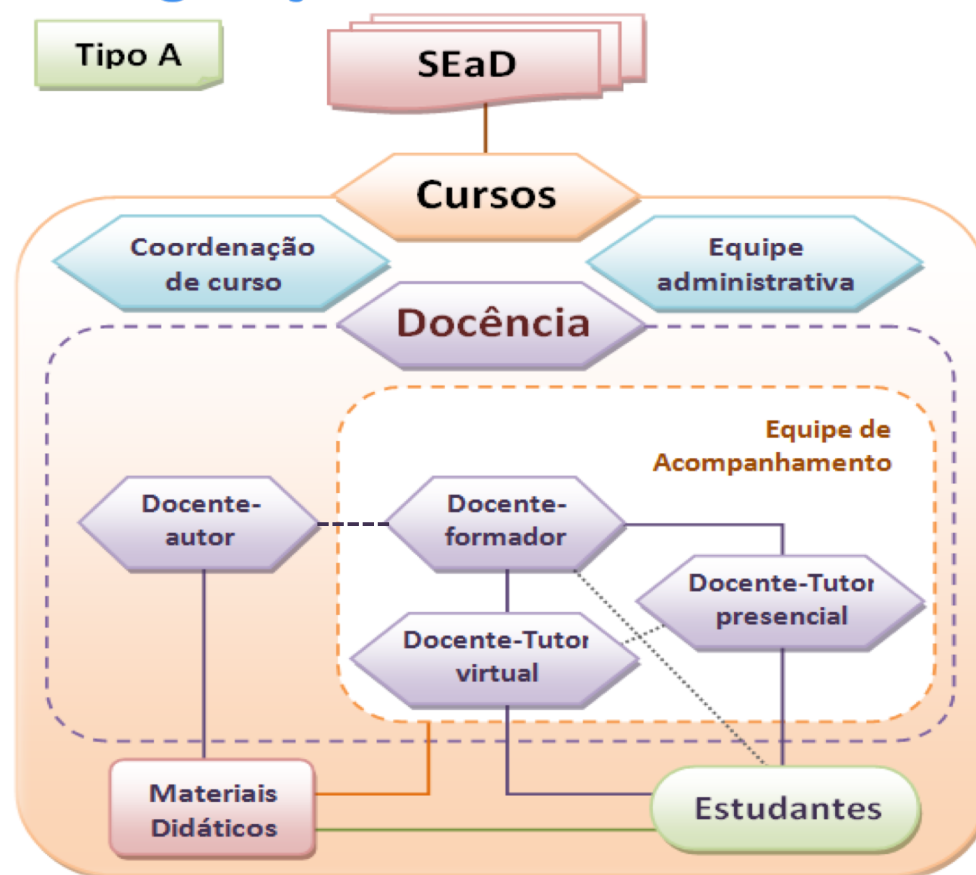 Tipo A
SEaD
Cursos
Coordenação
de curso
Equipe
administrativa
Docência
Equipe de
Acompanhamento
Docente-
autor
Docente-
formador
Docente-Tutor
presencial
Docente-Tutor
virtual
Materiais
Didáticos
Estudantes